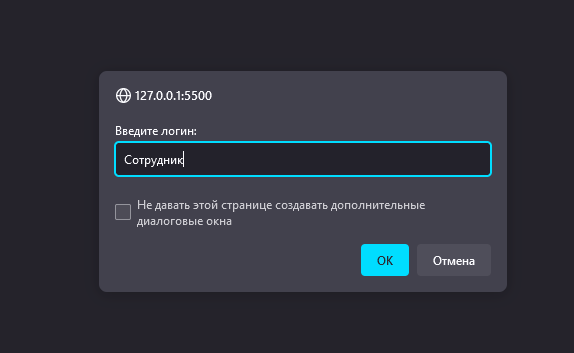 127.0.0.1:5500
Введите логин:
Сотрудник
Не давать этой странице создавать дополнительные
диалоговые окна
OK
Отмена